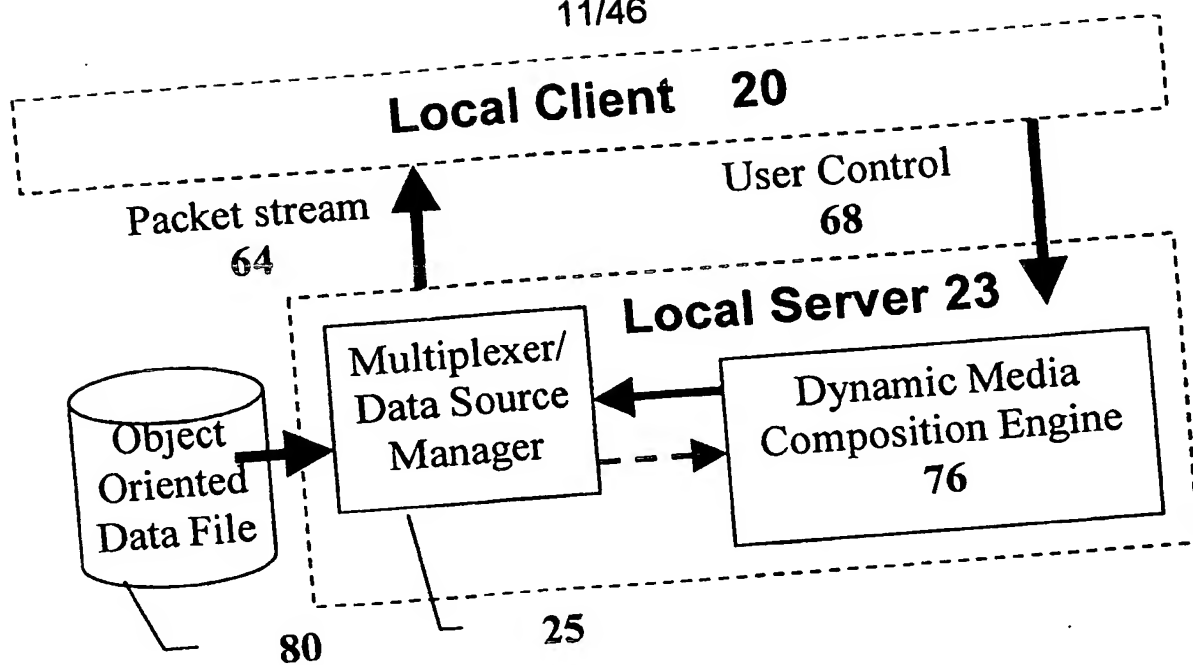 11/46
Local Client 20
Packet stream
64
User Control
68
Local Server 23
Multiplexer/
Data Source
Manager
Dynamic Media
Composition Engine
76
Object
Oriented
Data File
80
25